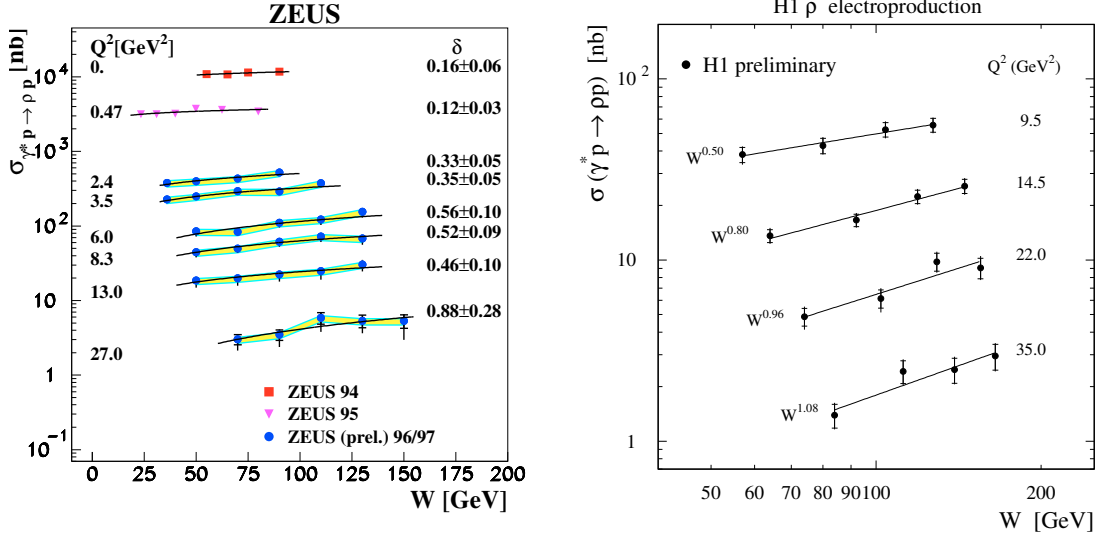 ZEUS
Q²[GeV²]
δ
0.
0.16±0.06
0.47
0.12±0.03
2.4
0.33±0.05
3.5
0.35±0.05
6.0
0.56±0.10
8.3
0.52±0.09
13.0
0.46±0.10
27.0
0.88±0.28
ZEUS 94
ZEUS 95
ZEUS (prel.) 96/97
σγ* p → ρ p [nb]
10⁴
10³
10²
10
1
10⁻¹
0 25 50 75 100 125 150 175 200
W [GeV]
H1 ρ electroproduction
H1 preliminary
Q² (GeV²)
9.5
W^0.50
14.5
W^0.80
22.0
W^0.96
35.0
W^1.08
σ (γ* p → ρp) [nb]
10²
10
1
50 60 70 80 90 100 200
W [GeV]